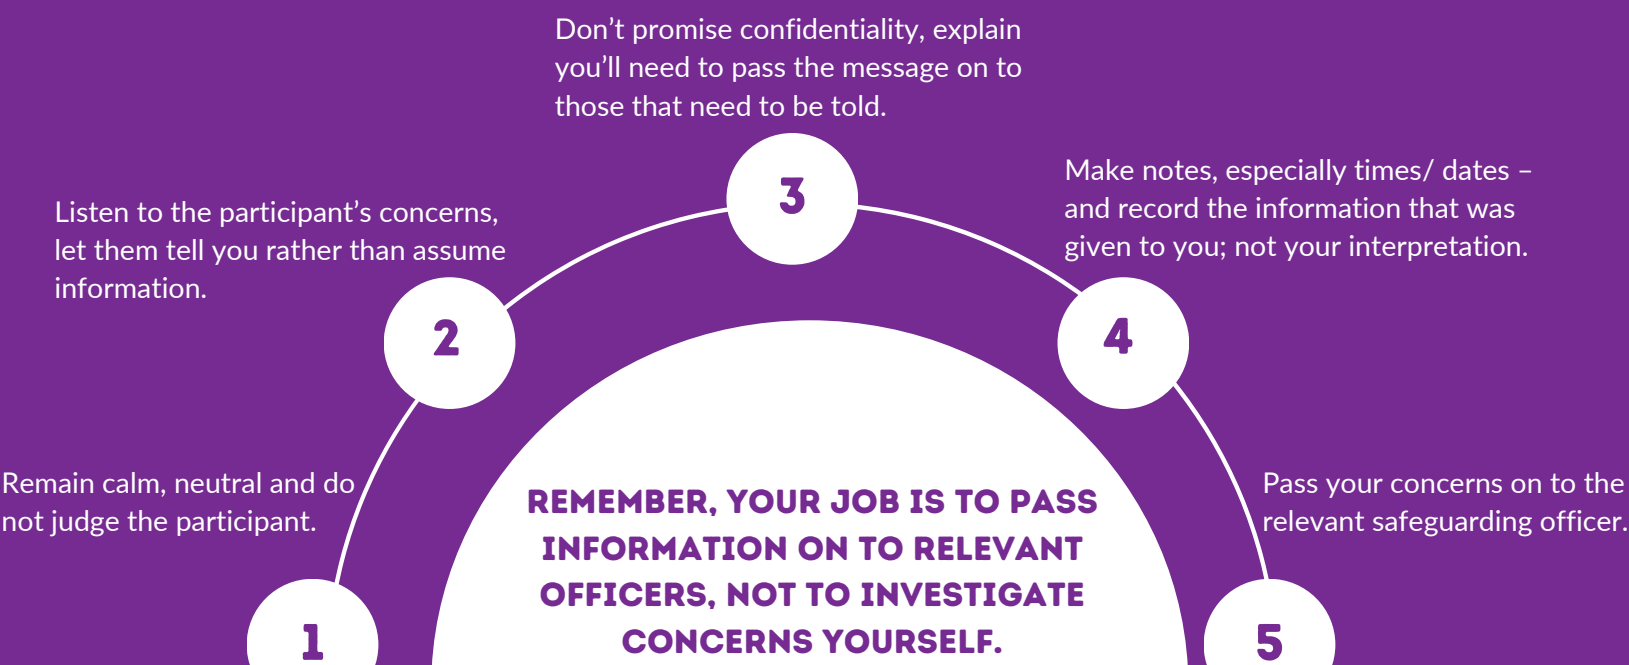 Remain calm, neutral and do
not judge the participant.
1
Listen to the participant’s concerns,
let them tell you rather than assume
information.
2
Don’t promise confidentiality, explain
you’ll need to pass the message on to
those that need to be told.
3
Make notes, especially times/ dates –
and record the information that was
given to you; not your interpretation.
4
Pass your concerns on to the
relevant safeguarding officer.
5
REMEMBER, YOUR JOB IS TO PASS
INFORMATION ON TO RELEVANT
OFFICERS, NOT TO INVESTIGATE
CONCERNS YOURSELF.